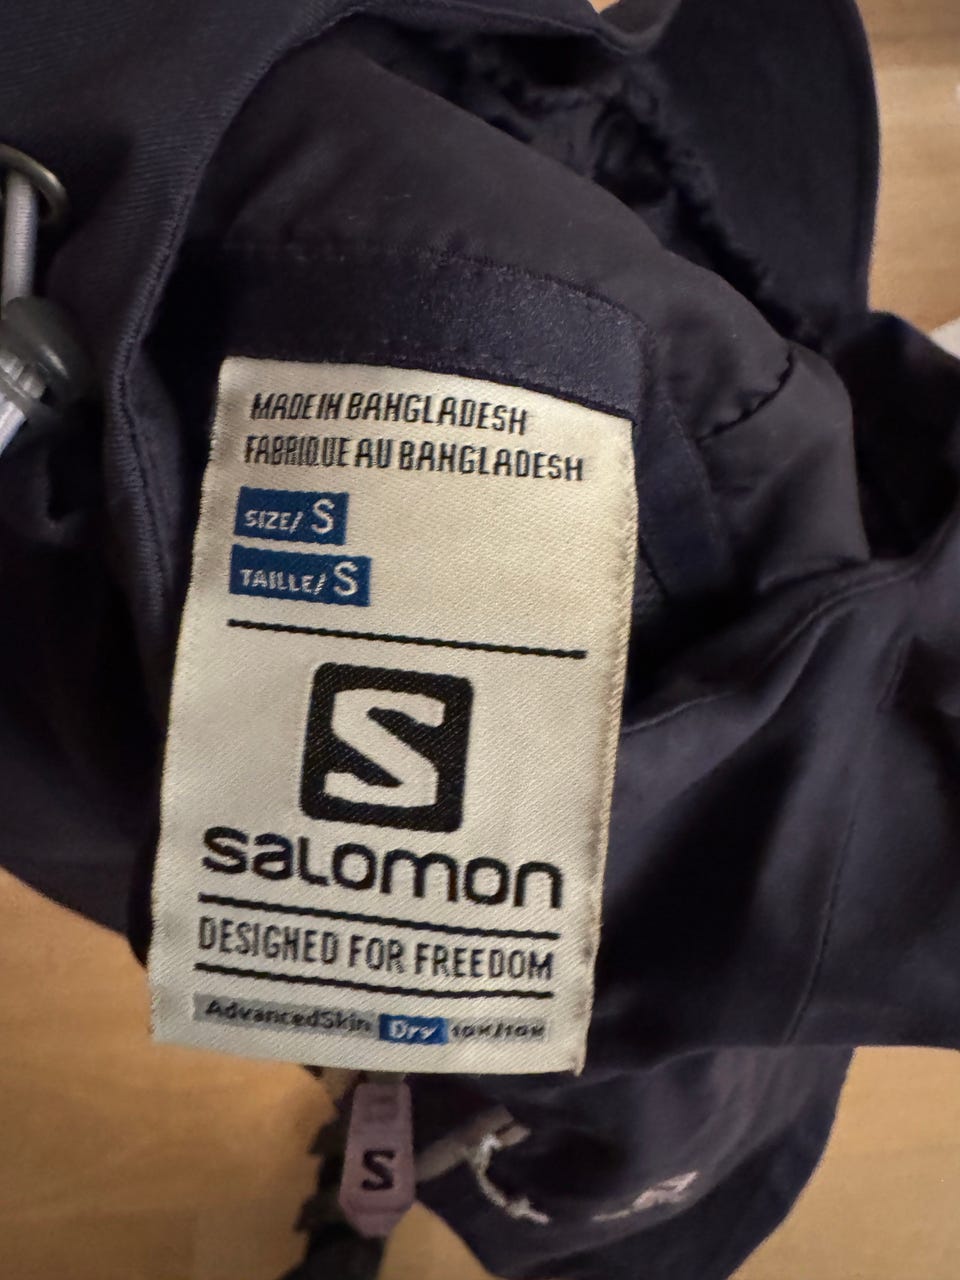 MADE IN BANGLADESH
FABRIQUE AU BANGLADESH
SIZE/ S
TAILLE/ S
S
salomon
DESIGNED FOR FREEDOM
AdvancedSkin Dry 10K/10K
S